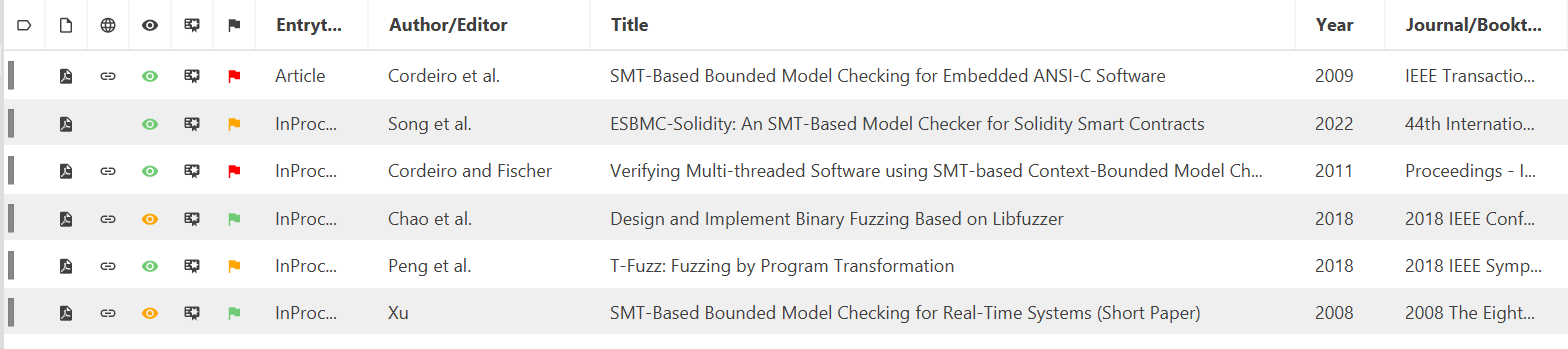 Entryt... Author/Editor Title Year Journal/Bookt...
Article Cordeiro et al. SMT-Based Bounded Model Checking for Embedded ANSI-C Software 2009 IEEE Transactio...
InProc... Song et al. ESBMC-Solidity: An SMT-Based Model Checker for Solidity Smart Contracts 2022 44th Internatio...
InProc... Cordeiro and Fischer Verifying Multi-threaded Software using SMT-based Context-Bounded Model Ch... 2011 Proceedings - I...
InProc... Chao et al. Design and Implement Binary Fuzzing Based on Libfuzzer 2018 2018 IEEE Conf...
InProc... Peng et al. T-Fuzz: Fuzzing by Program Transformation 2018 2018 IEEE Symp...
InProc... Xu SMT-Based Bounded Model Checking for Real-Time Systems (Short Paper) 2008 2008 The Eight...